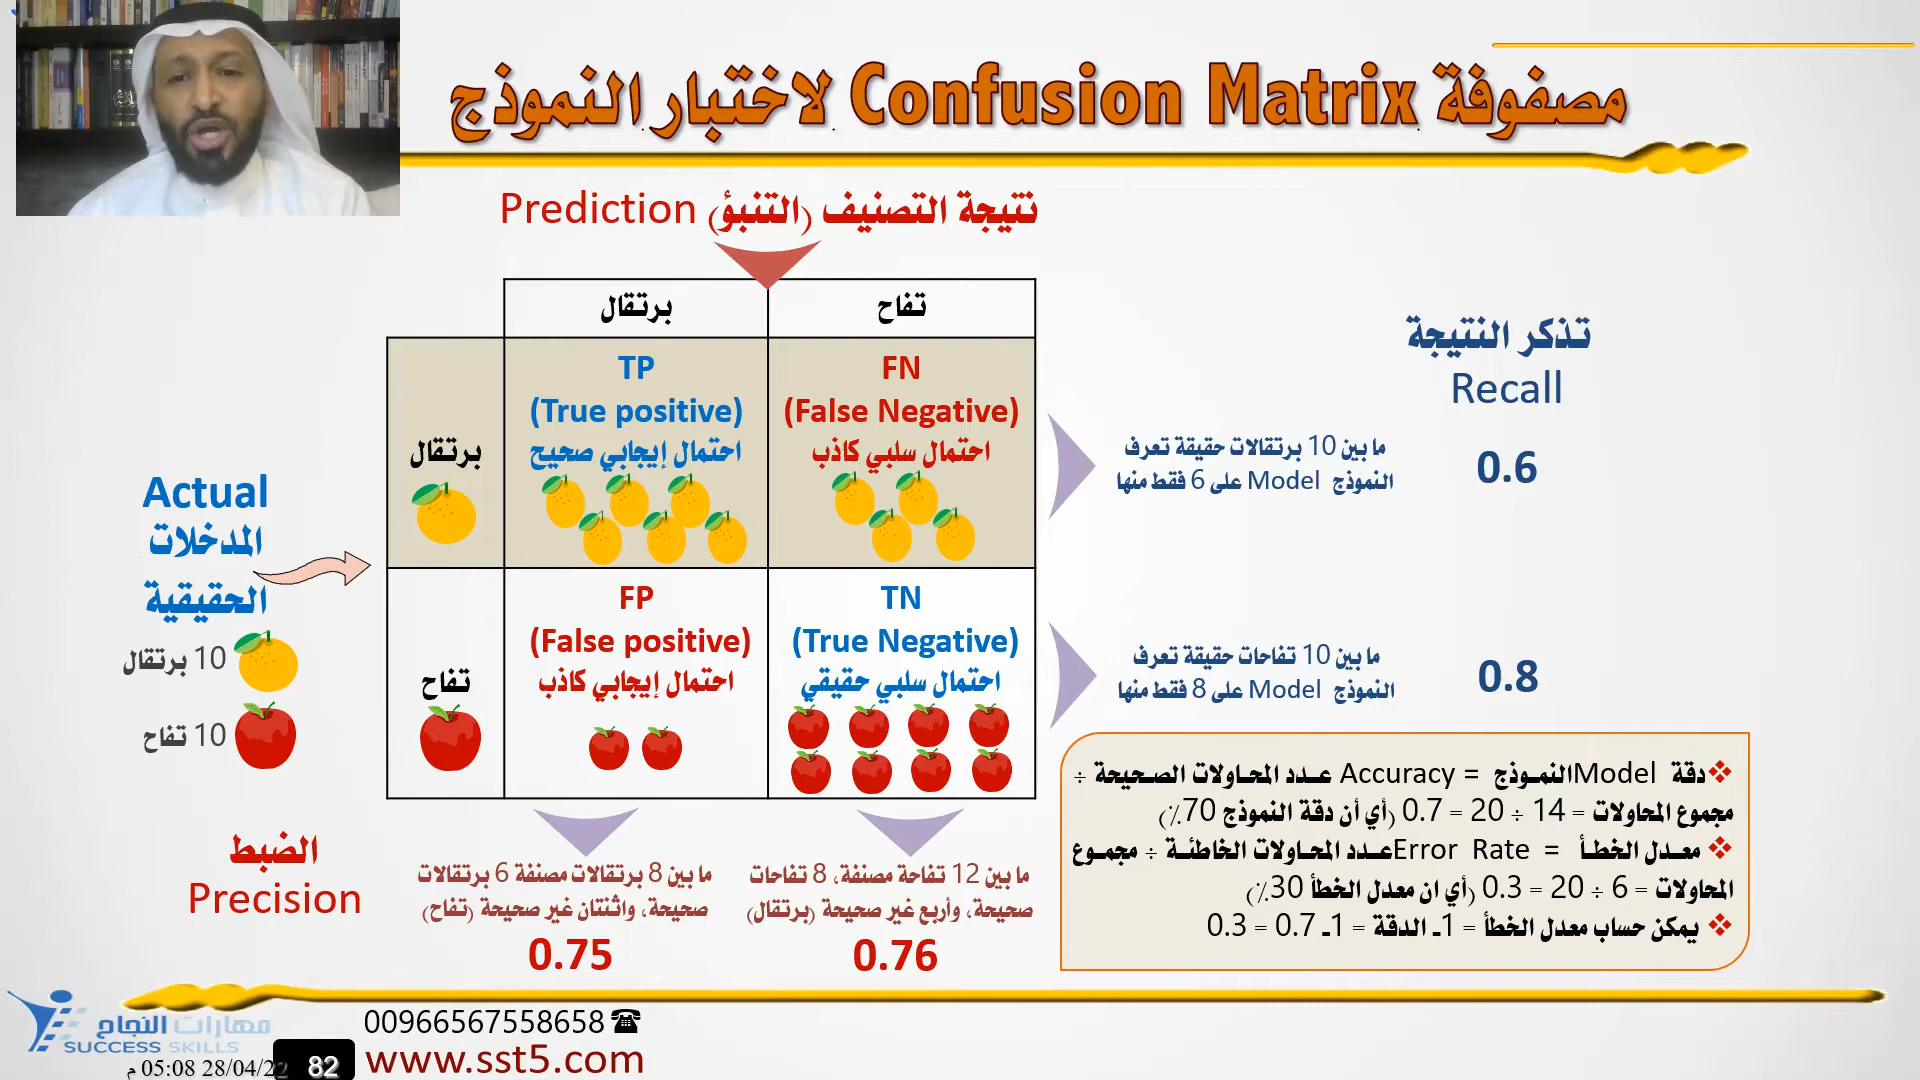 مصفوفة Confusion Matrix لاختبار النموذج
نتيجة التصنيف (التنبؤ) Prediction
برتقال
تفاح
TP
(True positive)
احتمال إيجابي صحيح
FN
(False Negative)
احتمال سلبي كاذب
برتقال
FP
(False positive)
احتمال إيجابي كاذب
TN
(True Negative)
احتمال سلبي حقيقي
تفاح
Actual
المدخلات
الحقيقية
10 برتقال
10 تفاح
تذكر النتيجة
Recall
ما بين 10 برتقالات حقيقة تعرف
النموذج Model على 6 فقط منها
0.6
ما بين 10 تفاحات حقيقة تعرف
النموذج Model على 8 فقط منها
0.8
الضبط
Precision
ما بين 8 برتقالات مصنفة 6 برتقالات
صحيحة، واثنتان غير صحيحة (تفاح)
0.75
ما بين 12 تفاحة مصنفة، 8 تفاحات
صحيحة، وأربع غير صحيحة (برتقال)
0.76
❖دقة Modelالنموذج = Accuracy عدد المحاولات الصحيحة ÷
مجموع المحاولات = 14 ÷ 20 = 0.7 (أي أن دقة النموذج 70٪)
❖ معدل الخطأ = Error Rateعدد المحاولات الخاطئة ÷ مجموع
المحاولات = 6 ÷ 20 = 0.3 (أي ان معدل الخطأ 30٪)
❖ يمكن حساب معدل الخطأ = 1ـ الدقة = 1ـ 0.7 = 0.3
مهارات النجاح
SUCCESS SKILLS
00966567558658 ☎
www.sst5.com
28/04/22 05:08 م
82